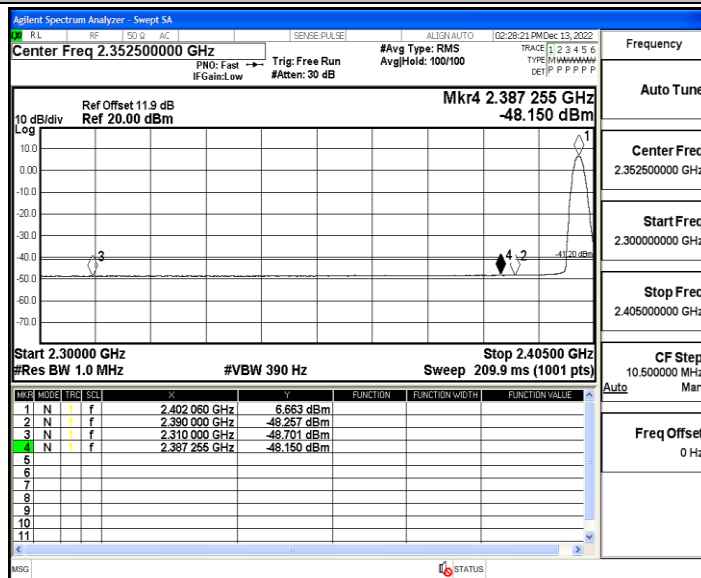 Agilent Spectrum Analyzer - Swept SA
RL RF 50 Ω AC SENSE:PULSE ALIGNAUTO 02:28:21 PM Dec 13, 2022
Center Freq 2.352500000 GHz
PNO: Fast
IFGain:Low
Trig: Free Run
#Atten: 30 dB
#Avg Type: RMS
Avg|Hold: 100/100
TRACE 1 2 3 4 5 6
TYPE MWWWWW
DET P P P P P P
Ref Offset 11.9 dB
10 dB/div Ref 20.00 dBm
Mkr4 2.387 255 GHz
-48.150 dBm
Log
10.0
0.00
-10.0
-20.0
-30.0
-40.0
-50.0
-60.0
-70.0
1
3
4
2
-41.20 dBm
Start 2.30000 GHz Stop 2.40500 GHz
#Res BW 1.0 MHz #VBW 390 Hz Sweep 209.9 ms (1001 pts)
MKR MODE TRC SCL X Y FUNCTION FUNCTION WIDTH FUNCTION VALUE
1 N 1 f 2.402 060 GHz 6.663 dBm
2 N 1 f 2.390 000 GHz -48.257 dBm
3 N 1 f 2.310 000 GHz -48.701 dBm
4 N 1 f 2.387 255 GHz -48.150 dBm
5
6
7
8
9
10
11
MSG STATUS
Frequency
Auto Tune
Center Freq
2.352500000 GHz
Start Freq
2.300000000 GHz
Stop Freq
2.405000000 GHz
CF Step
10.500000 MHz
Auto Man
Freq Offset
0 Hz